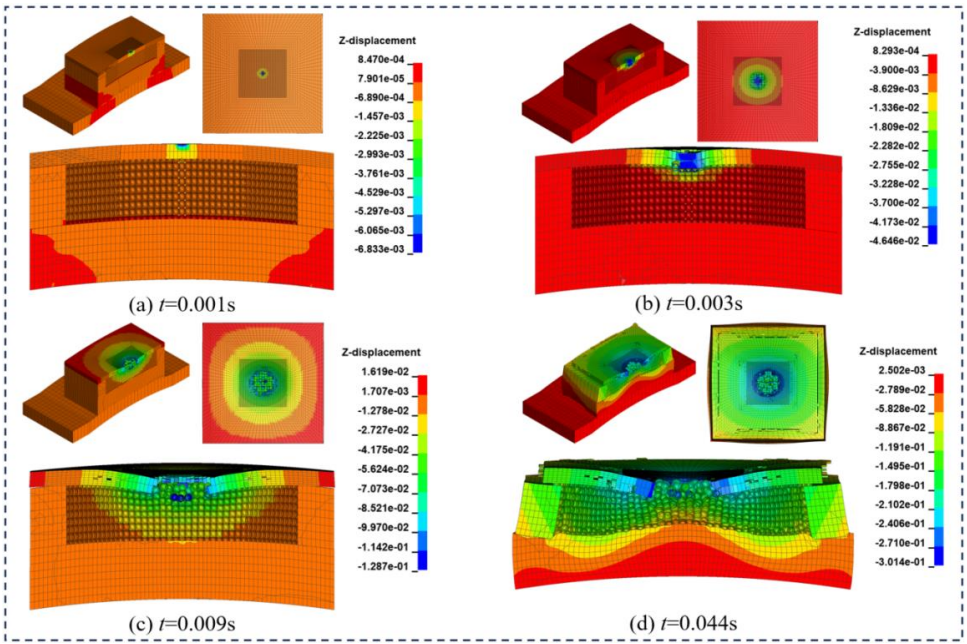 Z-displacement
8.470e-04
7.901e-05
-6.890e-04
-1.457e-03
-2.225e-03
-2.993e-03
-3.761e-03
-4.529e-03
-5.297e-03
-6.065e-03
-6.833e-03
(a) t=0.001s
Z-displacement
8.293e-04
-3.900e-03
-8.629e-03
-1.336e-02
-1.809e-02
-2.282e-02
-2.755e-02
-3.228e-02
-3.700e-02
-4.173e-02
-4.646e-02
(b) t=0.003s
Z-displacement
1.619e-02
1.707e-03
-1.278e-02
-2.727e-02
-4.175e-02
-5.624e-02
-7.073e-02
-8.521e-02
-9.970e-02
-1.142e-01
-1.287e-01
(c) t=0.009s
Z-displacement
2.502e-03
-2.789e-02
-5.828e-02
-8.867e-02
-1.191e-01
-1.495e-01
-1.798e-01
-2.102e-01
-2.406e-01
-2.710e-01
-3.014e-01
(d) t=0.044s